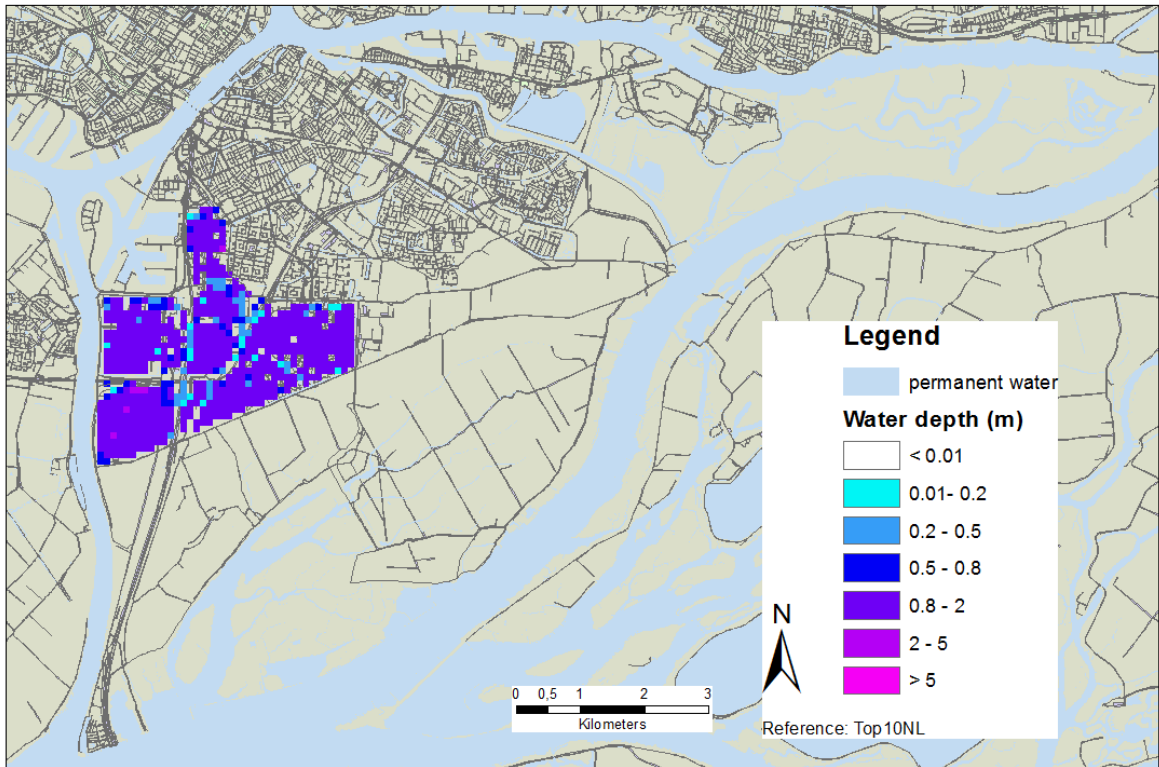 Legend
permanent water
Water depth (m)
< 0.01
0.01- 0.2
0.2 - 0.5
0.5 - 0.8
0.8 - 2
2 - 5
> 5
N
0 0,5 1 2 3
Kilometers
Reference: Top10NL